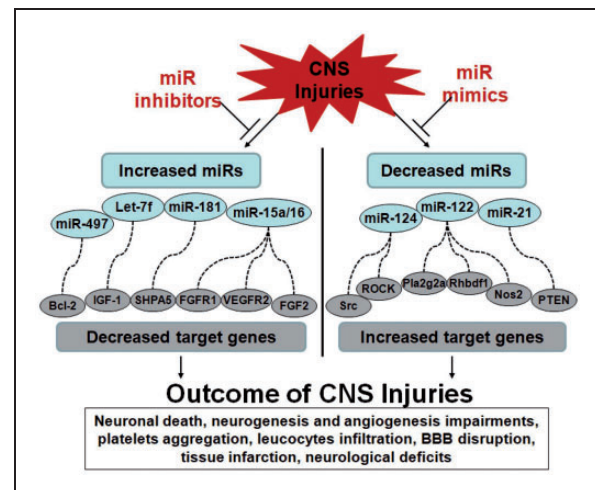 CNS
Injuries
miR
inhibitors
miR
mimics
Increased miRs
Decreased miRs
miR-497
Let-7f
miR-181
miR-15a/16
miR-124
miR-122
miR-21
Bcl-2
IGF-1
SHPA5
FGFR1
VEGFR2
FGF2
Src
ROCK
Pla2g2a
Rhbdf1
Nos2
PTEN
Decreased target genes
Increased target genes
Outcome of CNS Injuries
Neuronal death, neurogenesis and angiogenesis impairments,
platelets aggregation, leucocytes infiltration, BBB disruption,
tissue infarction, neurological deficits